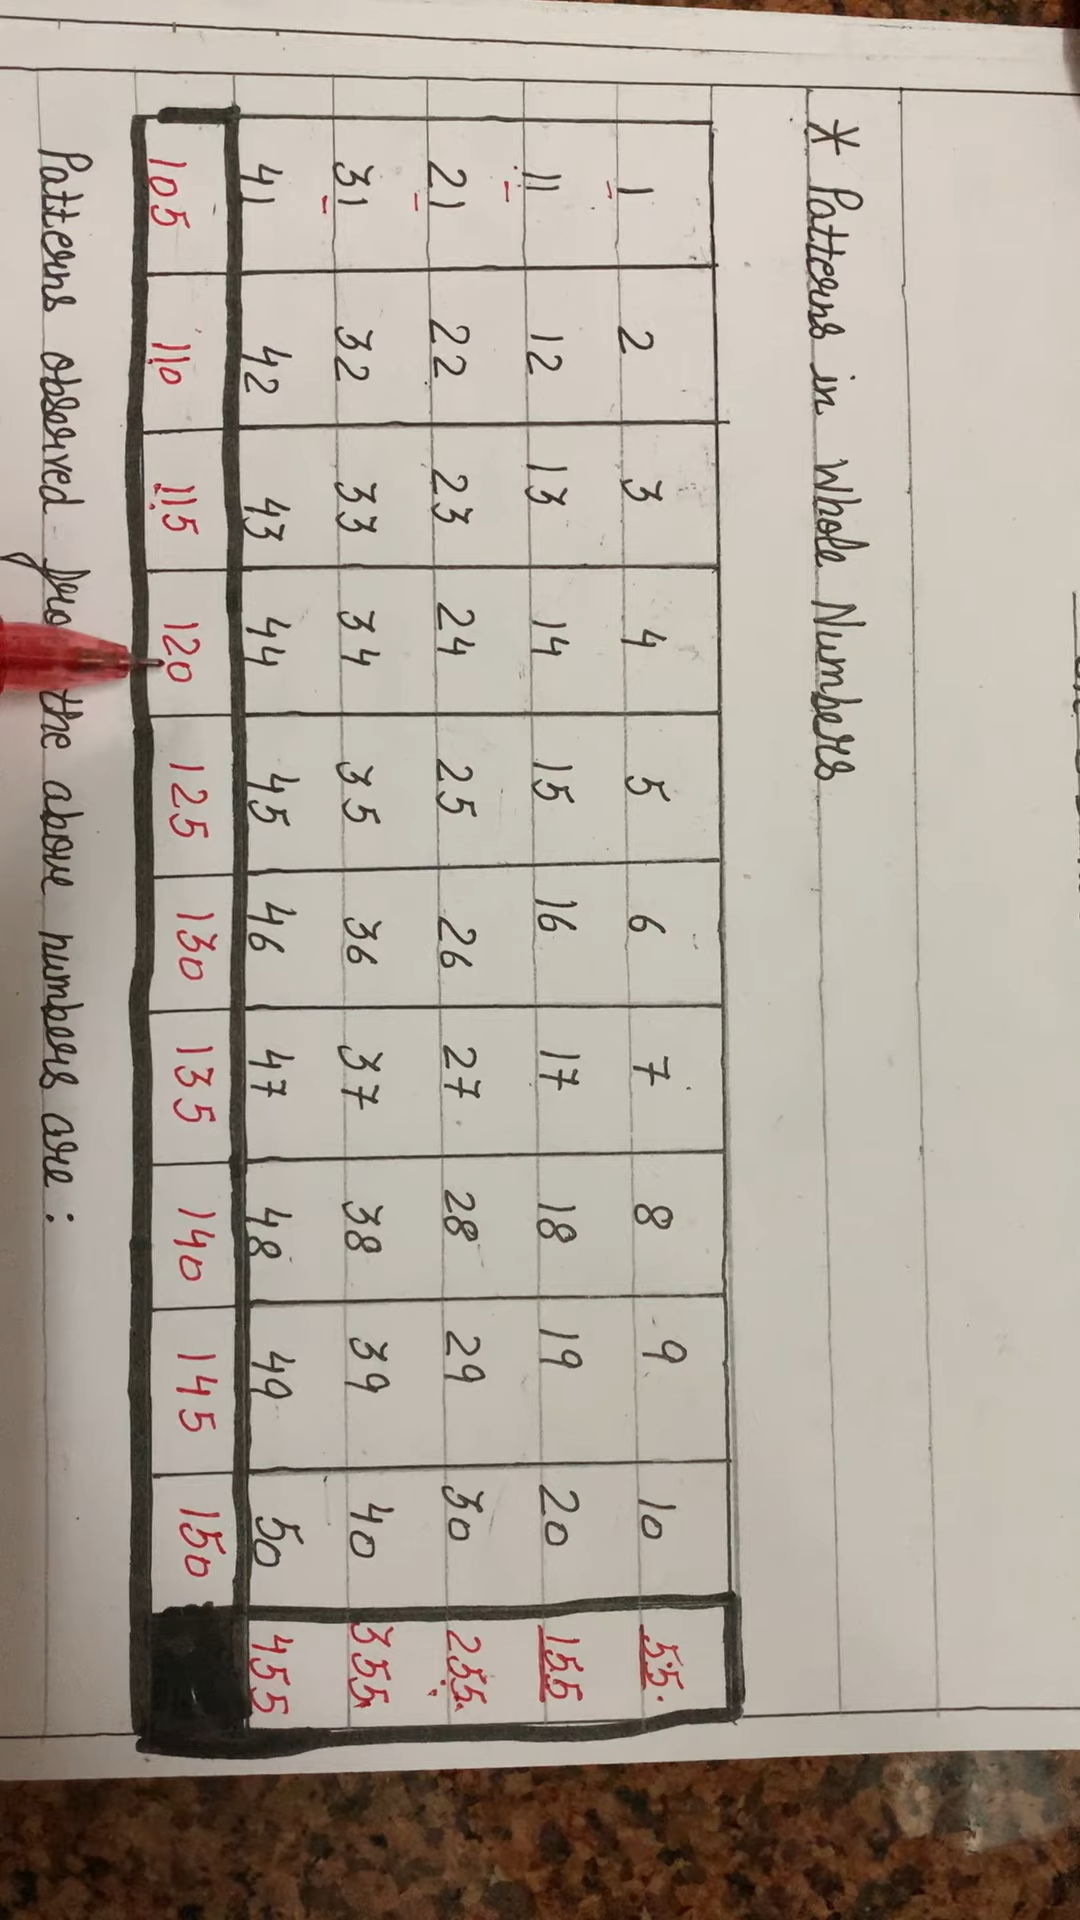 * Patterns in Whole Numbers
1 2 3 4 5 6 7 8 9 10 55
11 12 13 14 15 16 17 18 19 20 155
21 22 23 24 25 26 27 28 29 30 255
31 32 33 34 35 36 37 38 39 40 355
41 42 43 44 45 46 47 48 49 50 455
105 110 115 120 125 130 135 140 145 150
Patterns observed the above numbers are :